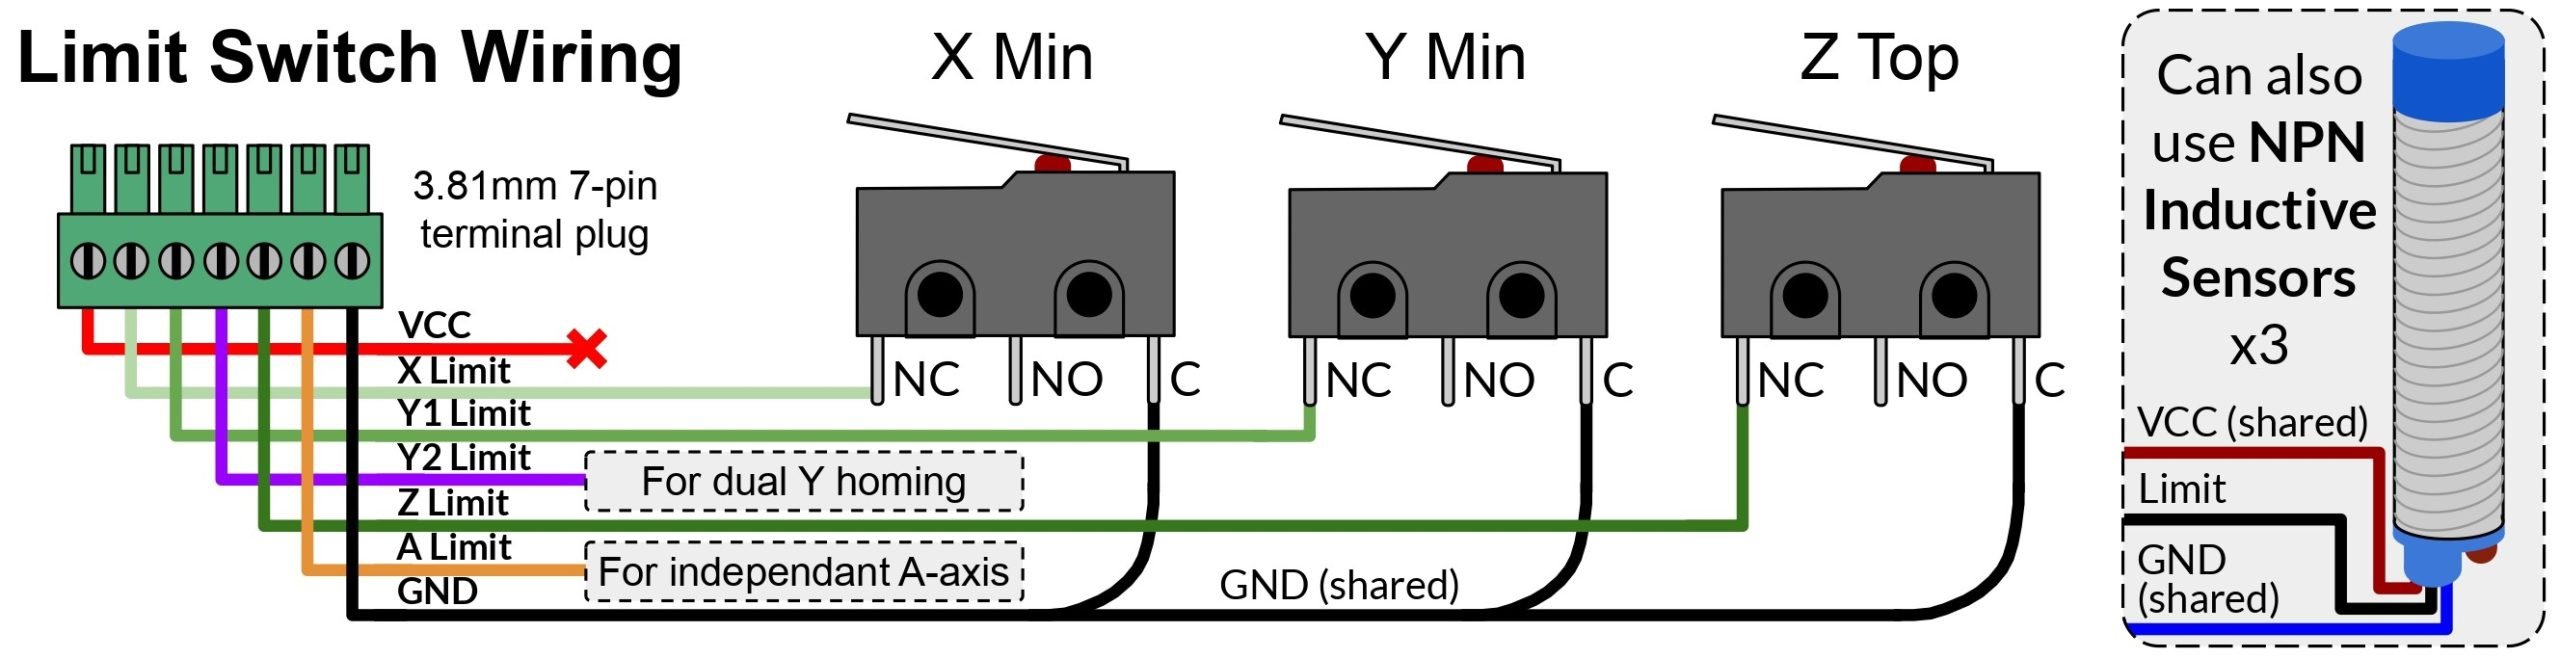 Limit Switch Wiring
X Min
Y Min
Z Top
3.81mm 7-pin
terminal plug
VCC
X Limit
Y1 Limit
Y2 Limit
Z Limit
A Limit
GND
For dual Y homing
For independant A-axis
NC
NO
C
NC
NO
C
NC
NO
C
GND (shared)
Can also
use NPN
Inductive
Sensors
x3
VCC (shared)
Limit
GND
(shared)